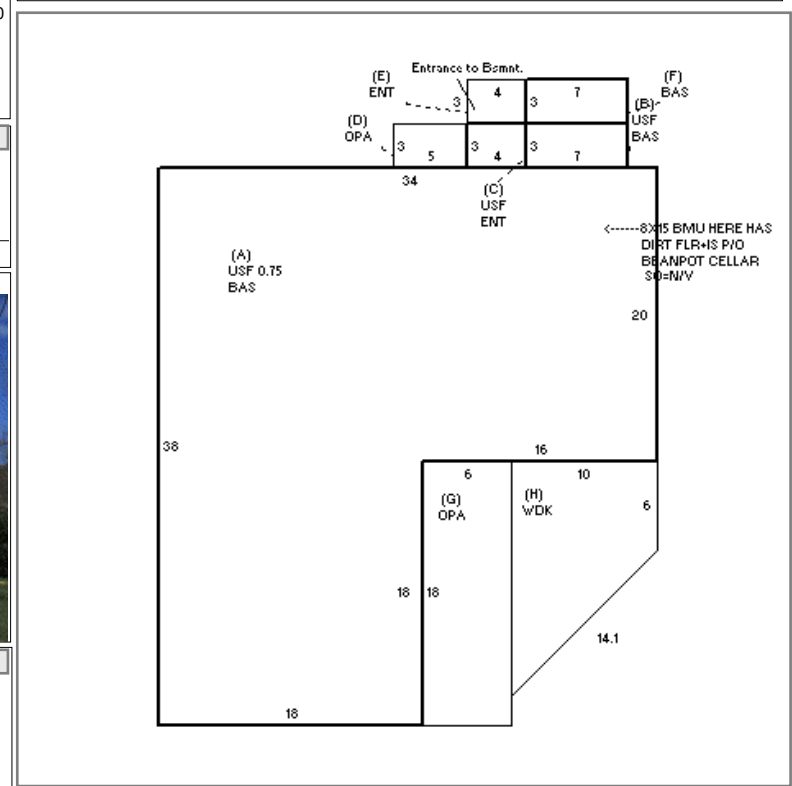 Entrance to Bsmnt.
(E)
ENT
4
7
(F)
BAS
3
3
(B)
USF
BAS
(D)
OPA
3
5
3
4
3
7
34
(C)
USF
ENT
<-----8X15 BMU HERE HAS
DIRT FLR+IS P/O
BEANPOT CELLAR
SO=N/V
(A)
USF 0.75
BAS
20
38
16
6
10
(G)
OPA
(H)
WDK
6
18
18
14.1
18